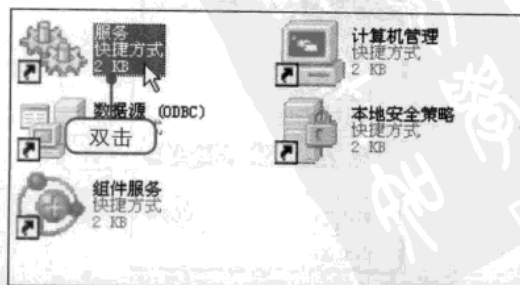 服务
快捷方式
2 KB
计算机管理
快捷方式
2 KB
数据源 (ODBC)
双击
本地安全策略
快捷方式
2 KB
组件服务
快捷方式
2 KB